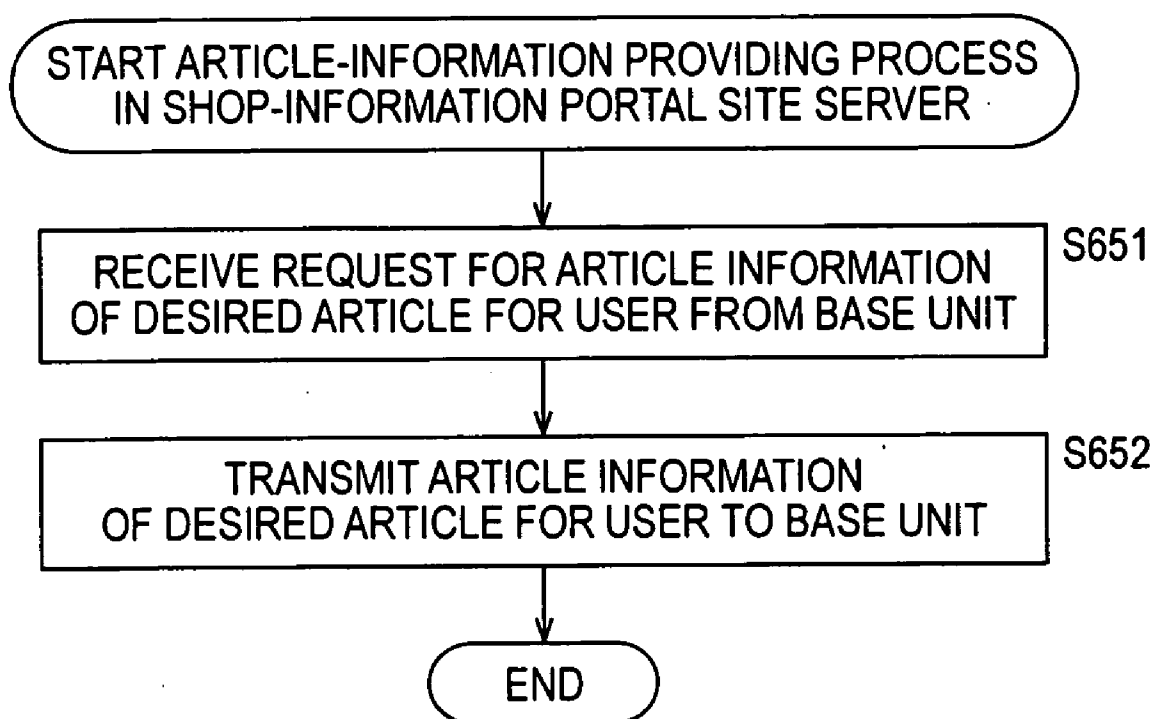 START ARTICLE-INFORMATION PROVIDING PROCESS
IN SHOP-INFORMATION PORTAL SITE SERVER
S651
RECEIVE REQUEST FOR ARTICLE INFORMATION
OF DESIRED ARTICLE FOR USER FROM BASE UNIT
S652
TRANSMIT ARTICLE INFORMATION
OF DESIRED ARTICLE FOR USER TO BASE UNIT
END